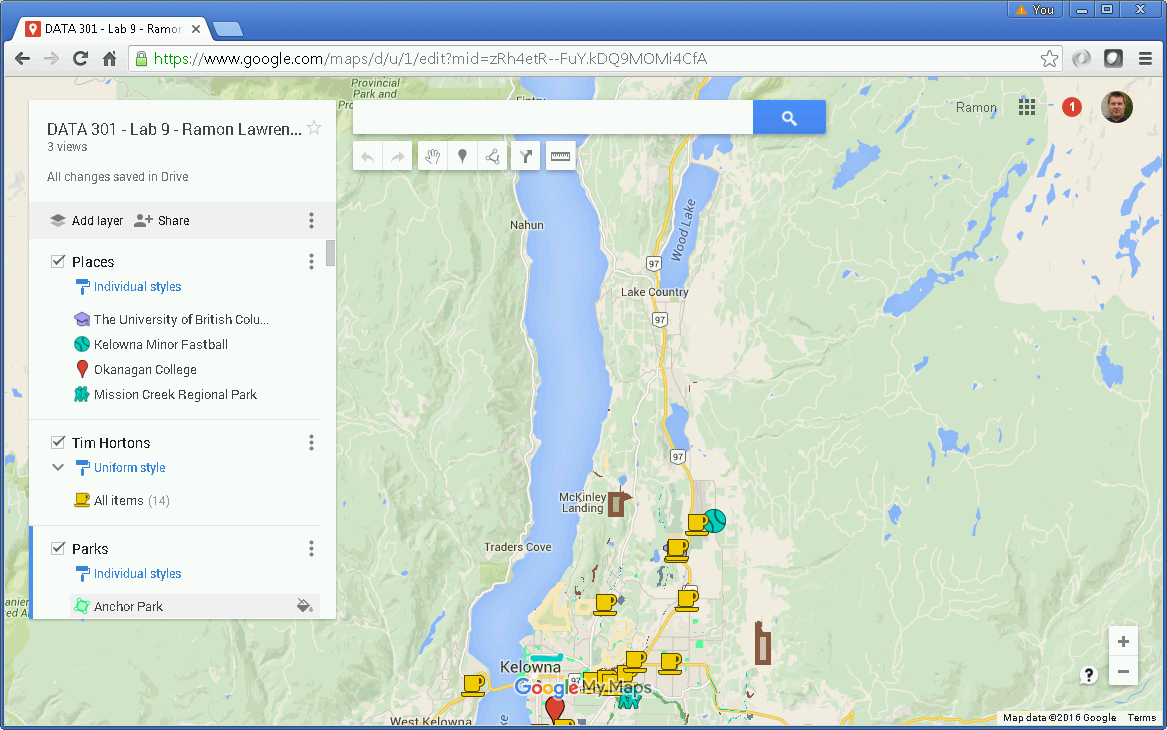 You
DATA 301 - Lab 9 - Ramon
https://www.google.com/maps/d/u/1/edit?mid=zRh4etR--FuY.kDQ9MOMi4CfA
DATA 301 - Lab 9 - Ramon Lawren...
3 views
All changes saved in Drive
Add layer Share
Places
Individual styles
The University of British Colu...
Kelowna Minor Fastball
Okanagan College
Mission Creek Regional Park
Tim Hortons
Uniform style
All items (14)
Parks
Individual styles
Anchor Park
Ramon
1
Provincial
Park and
Fintry
Nahun
Wood Lake
97
Lake Country
97
97
McKinley
Landing
Traders Cove
Kelowna
97
Google My Maps
West Kelowna
?
+
−
Map data ©2016 Google Terms